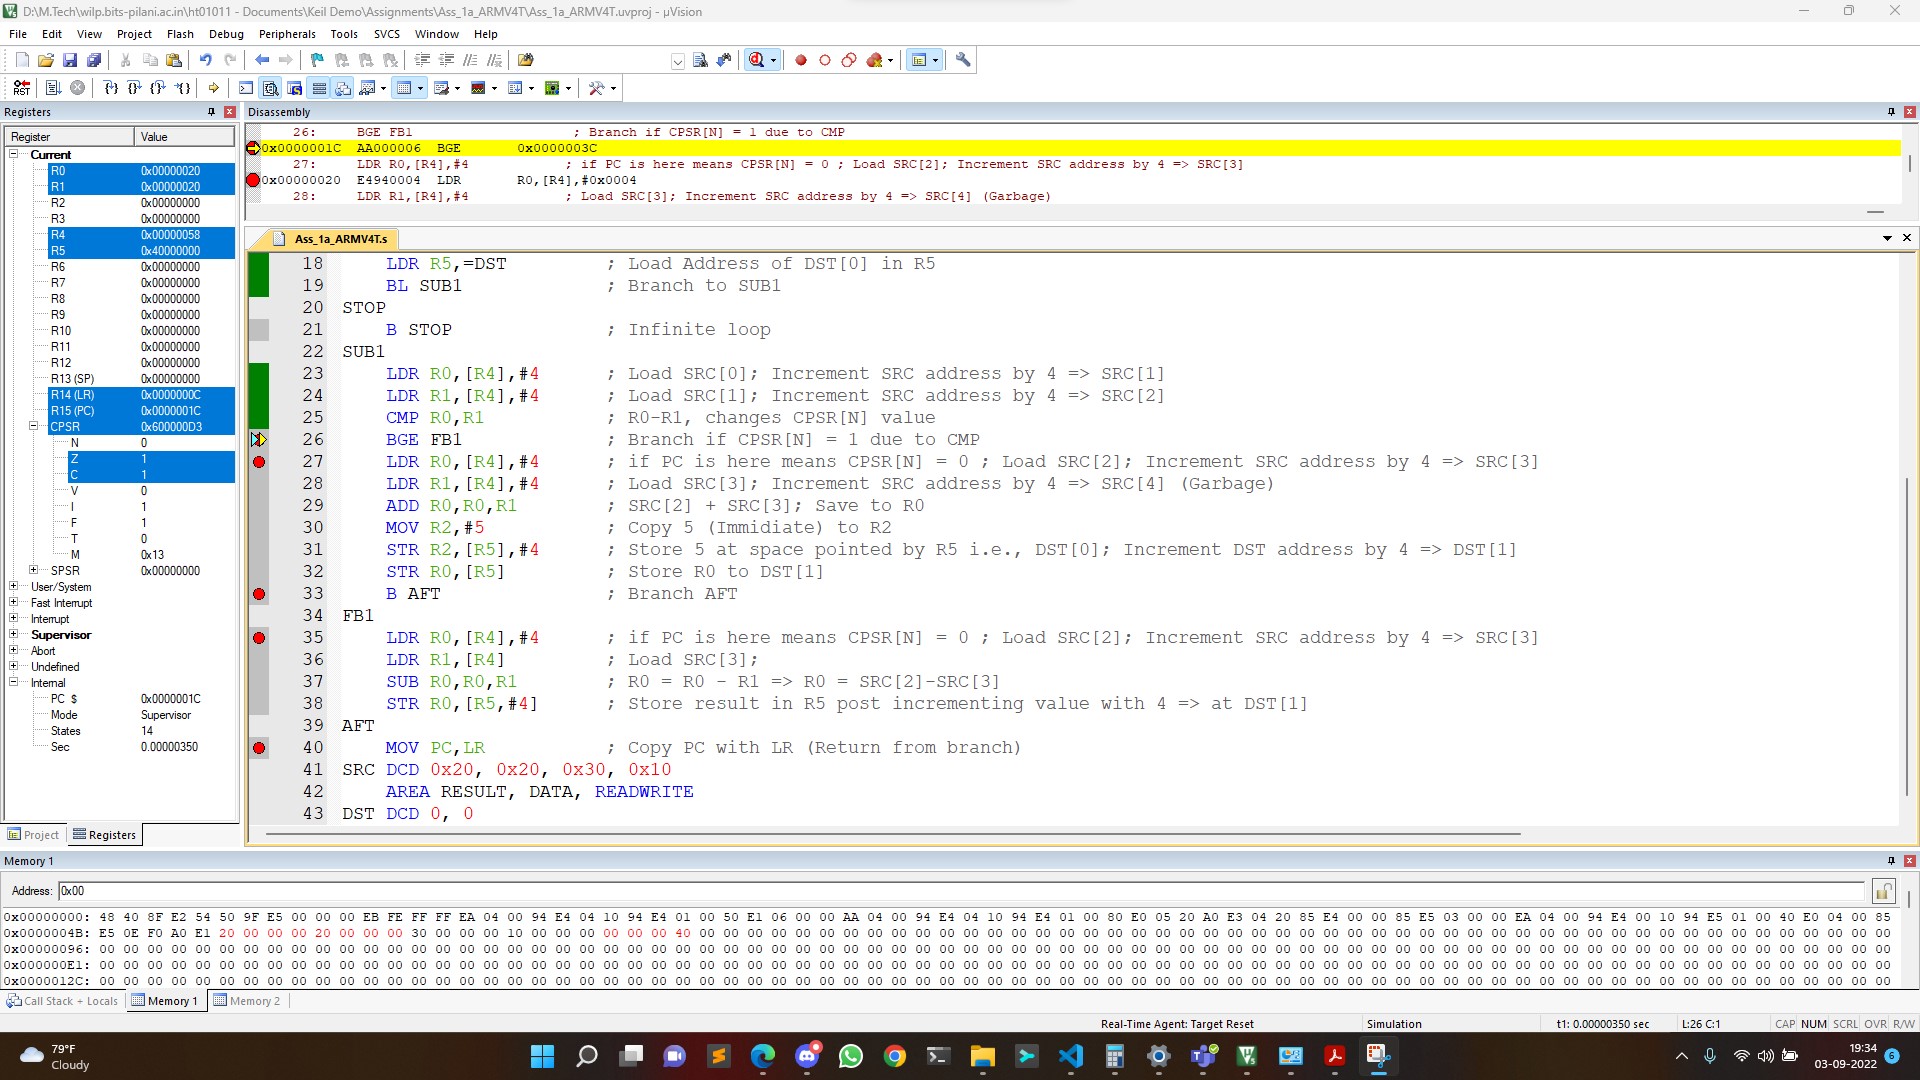 D:\M.Tech\wilp.bits-pilani.ac.in\ht01011 - Documents\Keil Demo\Assignments\Ass_1a_ARMV4T\Ass_1a_ARMV4T.uvproj - µVision
File Edit View Project Flash Debug Peripherals Tools SVCS Window Help
Registers
Register Value
Current
R0 0x00000020
R1 0x00000020
R2 0x00000000
R3 0x00000000
R4 0x00000058
R5 0x40000000
R6 0x00000000
R7 0x00000000
R8 0x00000000
R9 0x00000000
R10 0x00000000
R11 0x00000000
R12 0x00000000
R13 (SP) 0x00000000
R14 (LR) 0x0000000C
R15 (PC) 0x0000001C
CPSR 0x600000D3
N 0
Z 1
C 1
V 0
I 1
F 1
T 0
M 0x13
SPSR 0x00000000
User/System
Fast Interrupt
Interrupt
Supervisor
Abort
Undefined
Internal
PC $ 0x0000001C
Mode Supervisor
States 14
Sec 0.00000350
Project Registers
Disassembly
26: BGE FB1 ; Branch if CPSR[N] = 1 due to CMP
0x0000001C AA000006 BGE 0x0000003C
27: LDR R0,[R4],#4 ; if PC is here means CPSR[N] = 0 ; Load SRC[2]; Increment SRC address by 4 => SRC[3]
0x00000020 E4940004 LDR R0,[R4],#0x0004
28: LDR R1,[R4],#4 ; Load SRC[3]; Increment SRC address by 4 => SRC[4] (Garbage)
Ass_1a_ARMV4T.s
18 LDR R5,=DST ; Load Address of DST[0] in R5
19 BL SUB1 ; Branch to SUB1
20 STOP
21 B STOP ; Infinite loop
22 SUB1
23 LDR R0,[R4],#4 ; Load SRC[0]; Increment SRC address by 4 => SRC[1]
24 LDR R1,[R4],#4 ; Load SRC[1]; Increment SRC address by 4 => SRC[2]
25 CMP R0,R1 ; R0-R1, changes CPSR[N] value
26 BGE FB1 ; Branch if CPSR[N] = 1 due to CMP
27 LDR R0,[R4],#4 ; if PC is here means CPSR[N] = 0 ; Load SRC[2]; Increment SRC address by 4 => SRC[3]
28 LDR R1,[R4],#4 ; Load SRC[3]; Increment SRC address by 4 => SRC[4] (Garbage)
29 ADD R0,R0,R1 ; SRC[2] + SRC[3]; Save to R0
30 MOV R2,#5 ; Copy 5 (Immidiate) to R2
31 STR R2,[R5],#4 ; Store 5 at space pointed by R5 i.e., DST[0]; Increment DST address by 4 => DST[1]
32 STR R0,[R5] ; Store R0 to DST[1]
33 B AFT ; Branch AFT
34 FB1
35 LDR R0,[R4],#4 ; if PC is here means CPSR[N] = 0 ; Load SRC[2]; Increment SRC address by 4 => SRC[3]
36 LDR R1,[R4] ; Load SRC[3];
37 SUB R0,R0,R1 ; R0 = R0 - R1 => R0 = SRC[2]-SRC[3]
38 STR R0,[R5,#4] ; Store result in R5 post incrementing value with 4 => at DST[1]
39 AFT
40 MOV PC,LR ; Copy PC with LR (Return from branch)
41 SRC DCD 0x20, 0x20, 0x30, 0x10
42 AREA RESULT, DATA, READWRITE
43 DST DCD 0, 0
Memory 1
Address: 0x00
0x00000000: 48 40 8F E2 54 50 9F E5 00 00 00 EB FE FF FF EA 04 00 94 E4 04 10 94 E4 01 00 50 E1 06 00 00 AA 04 00 94 E4 04 10 94 E4 01 00 80 E0 05 20 A0 E3 04 20 85 E4 00 00 85 E5 03 00 00 EA 04 00 94 E4 00 10 94 E5 01 00 40 E0 04 00 85
0x0000004B: E5 0E F0 A0 E1 20 00 00 00 20 00 00 00 30 00 00 00 10 00 00 00 00 00 00 40 00 00 00 00 00 00 00 00 00 00 00 00 00 00 00 00 00 00 00 00 00 00 00 00 00 00 00 00 00 00 00 00 00 00 00 00 00 00 00 00 00 00 00 00 00 00 00 00 00 00
0x00000096: 00 00 00 00 00 00 00 00 00 00 00 00 00 00 00 00 00 00 00 00 00 00 00 00 00 00 00 00 00 00 00 00 00 00 00 00 00 00 00 00 00 00 00 00 00 00 00 00 00 00 00 00 00 00 00 00 00 00 00 00 00 00 00 00 00 00 00 00 00 00 00 00 00 00 00
0x000000E1: 00 00 00 00 00 00 00 00 00 00 00 00 00 00 00 00 00 00 00 00 00 00 00 00 00 00 00 00 00 00 00 00 00 00 00 00 00 00 00 00 00 00 00 00 00 00 00 00 00 00 00 00 00 00 00 00 00 00 00 00 00 00 00 00 00 00 00 00 00 00 00 00 00 00 00
0x0000012C: 00 00 00 00 00 00 00 00 00 00 00 00 00 00 00 00 00 00 00 00 00 00 00 00 00 00 00 00 00 00 00 00 00 00 00 00 00 00 00 00 00 00 00 00 00 00 00 00 00 00 00 00 00 00 00 00 00 00 00 00 00 00 00 00 00 00 00 00 00 00 00 00 00 00 00
Call Stack + Locals Memory 1 Memory 2
Real-Time Agent: Target Reset Simulation t1: 0.00000350 sec L:26 C:1 CAP NUM SCRL OVR R/W
79°F
Cloudy
19:34
03-09-2022
6